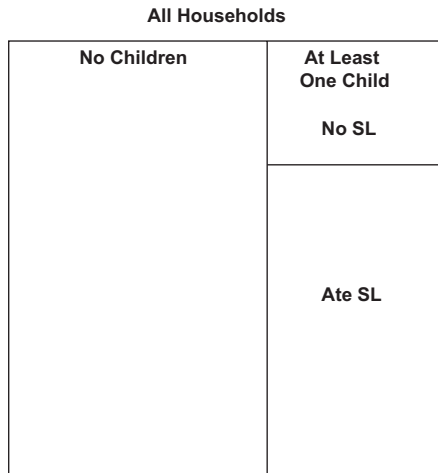 All Households
No Children
At Least
One Child
No SL
Ate SL